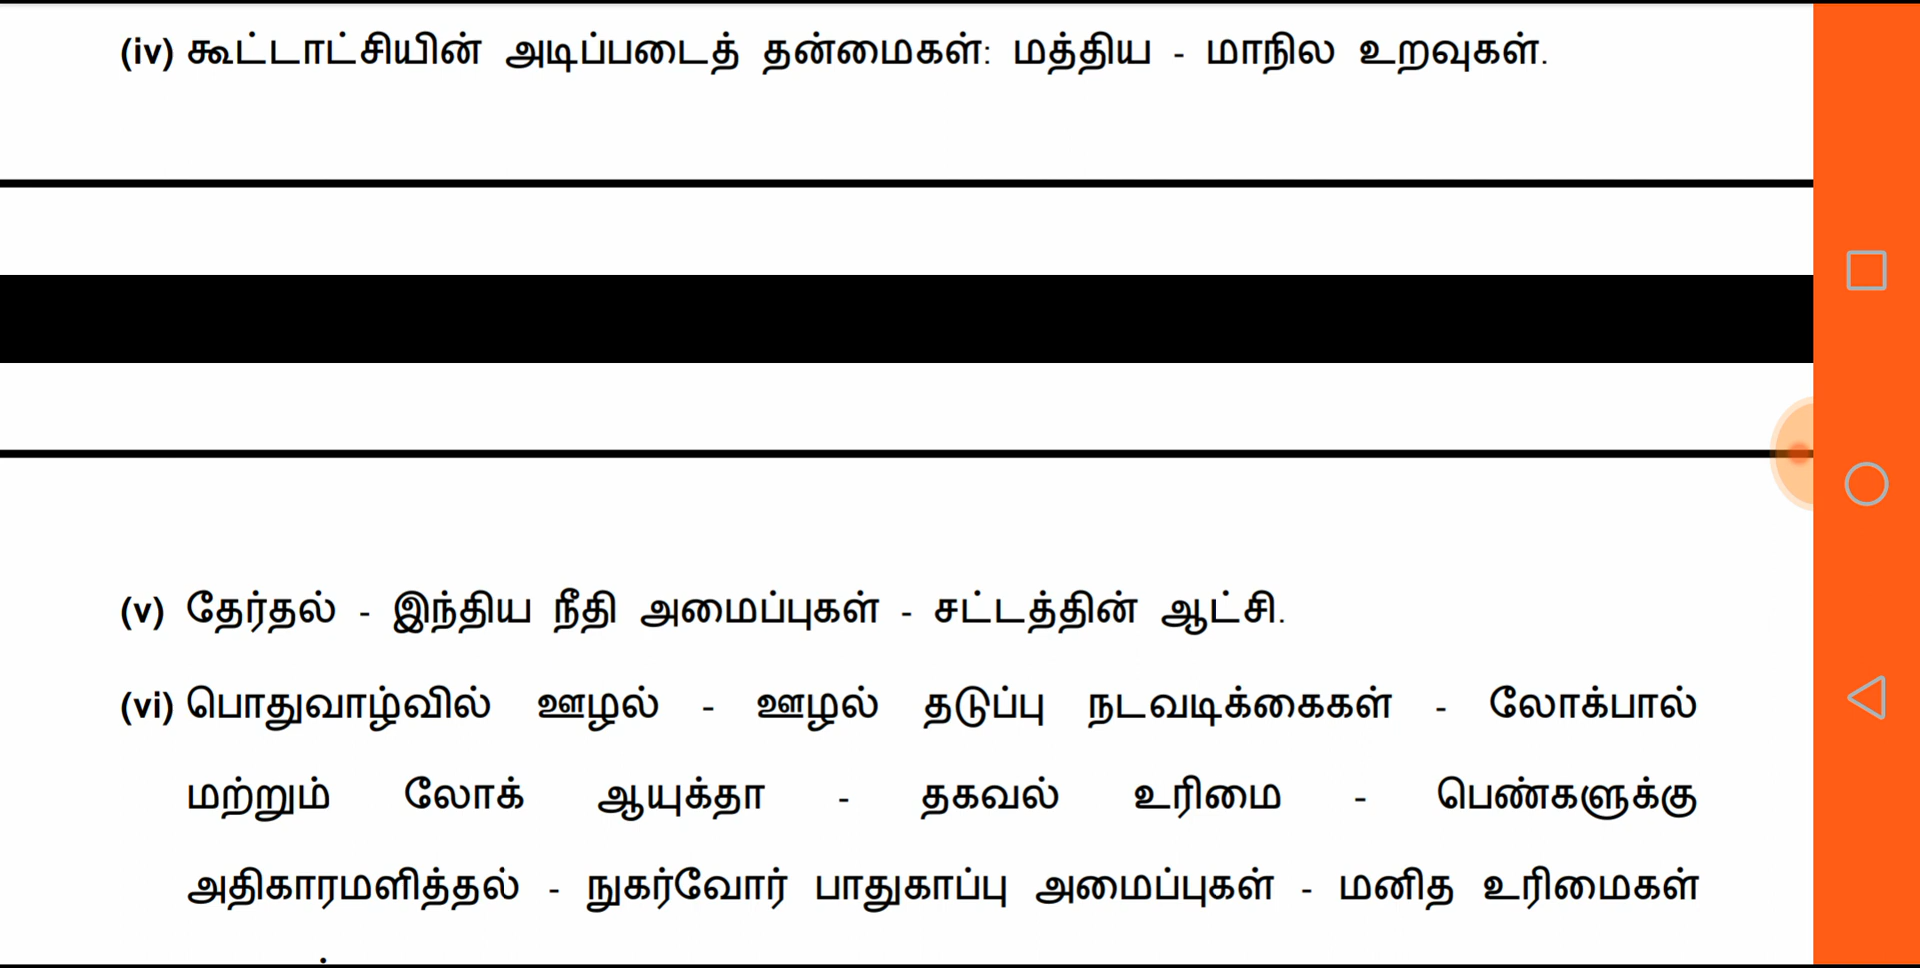 (iv) கூட்டாட்சியின் அடிப்படைத் தன்மைகள்: மத்திய - மாநில உறவுகள்.
(v) தேர்தல் - இந்திய நீதி அமைப்புகள் - சட்டத்தின் ஆட்சி.
(vi) பொதுவாழ்வில் ஊழல் - ஊழல் தடுப்பு நடவடிக்கைகள் - லோக்பால்
மற்றும் லோக் ஆயுக்தா - தகவல் உரிமை - பெண்களுக்கு
அதிகாரமளித்தல் - நுகர்வோர் பாதுகாப்பு அமைப்புகள் - மனித உரிமைகள்